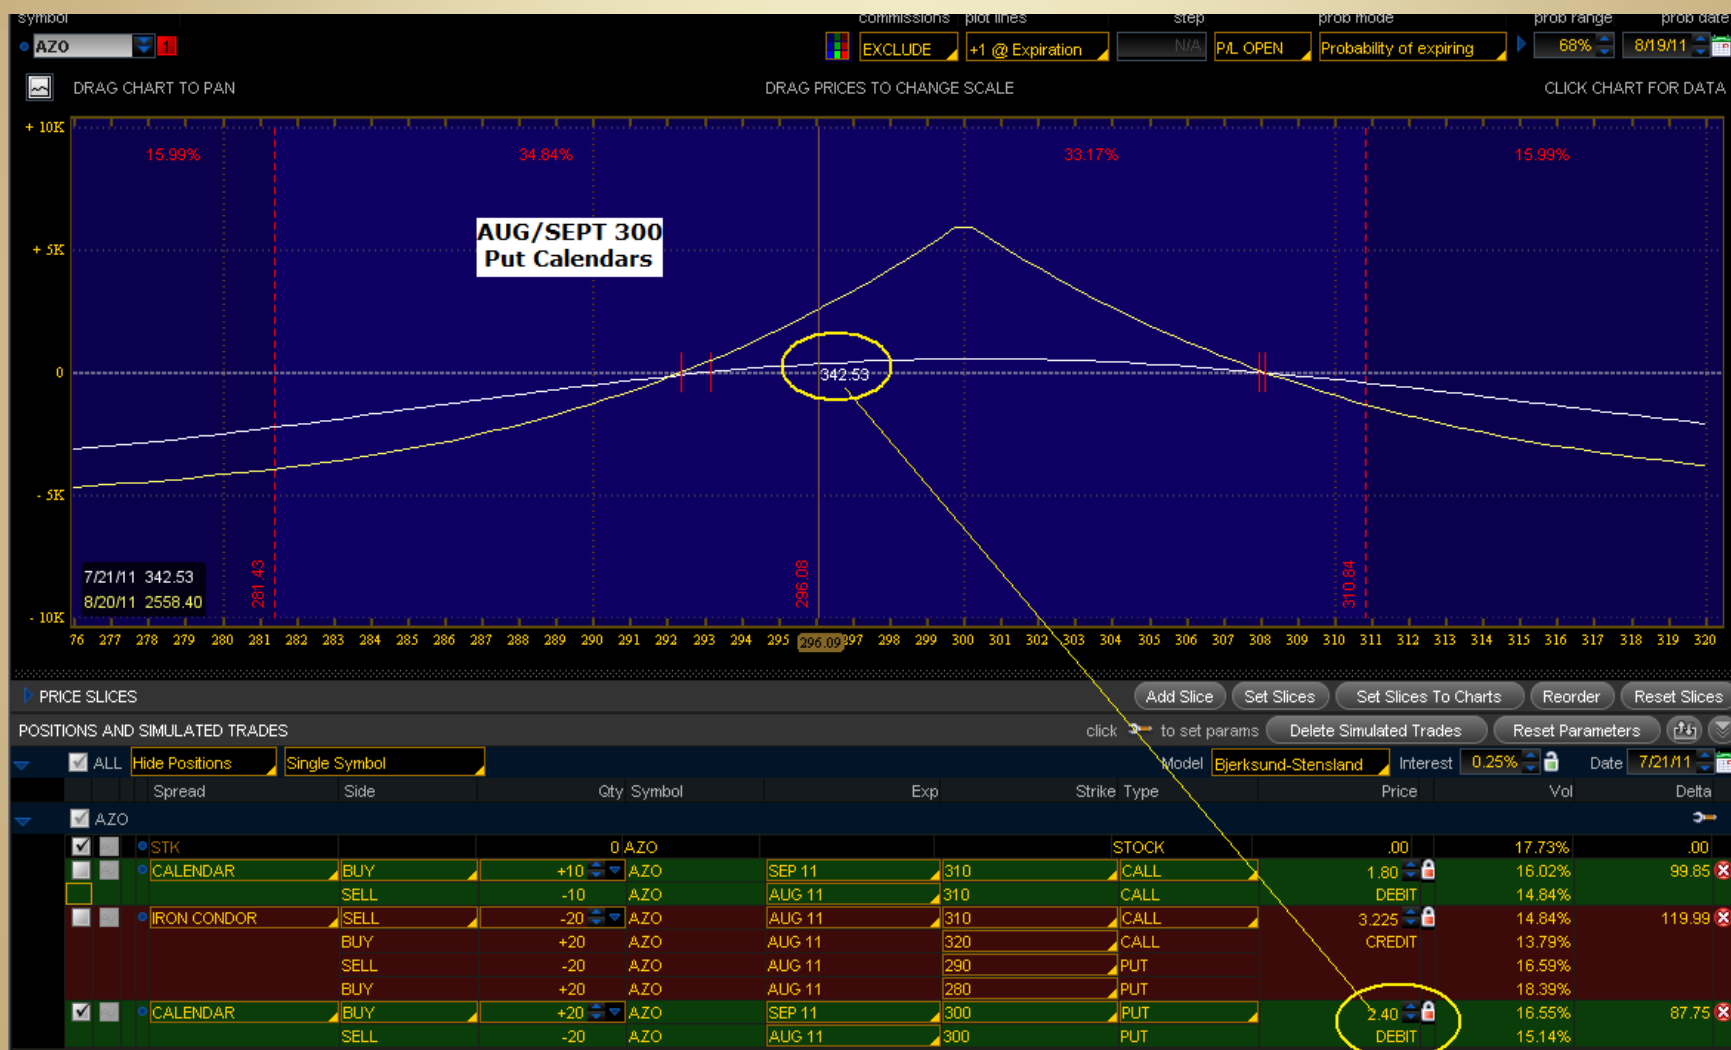 symbol commissions plot lines step prob mode prob range prob date
AZO 1 EXCLUDE +1 @ Expiration N/A P/L OPEN Probability of expiring 68% 8/19/11
DRAG CHART TO PAN DRAG PRICES TO CHANGE SCALE CLICK CHART FOR DATA
+ 10K
15.99% 34.84% 33.17% 15.99%
AUG/SEPT 300
Put Calendars
+ 5K
0
342.53
- 5K
7/21/11 342.53
8/20/11 2558.40
281.43 296.08 310.84
- 10K
76 277 278 279 280 281 282 283 284 285 286 287 288 289 290 291 292 293 294 295 296.09 297 298 299 300 301 302 303 304 305 306 307 308 309 310 311 312 313 314 315 316 317 318 319 320
PRICE SLICES Add Slice Set Slices Set Slices To Charts Reorder Reset Slices
POSITIONS AND SIMULATED TRADES click to set params Delete Simulated Trades Reset Parameters
ALL Hide Positions Single Symbol Model Bjerksund-Stensland Interest 0.25% Date 7/21/11
Spread Side Qty Symbol Exp Strike Type Price Vol Delta
AZO
STK 0 AZO STOCK .00 17.73% .00
CALENDAR BUY +10 AZO SEP 11 310 CALL 1.80 16.02% 99.85
SELL -10 AZO AUG 11 310 CALL DEBIT 14.84%
IRON CONDOR SELL -20 AZO AUG 11 310 CALL 3.225 14.84% 119.99
BUY +20 AZO AUG 11 320 CALL CREDIT 13.79%
SELL -20 AZO AUG 11 290 PUT 16.59%
BUY +20 AZO AUG 11 280 PUT 18.39%
CALENDAR BUY +20 AZO SEP 11 300 PUT 2.40 16.55% 87.75
SELL -20 AZO AUG 11 300 PUT DEBIT 15.14%